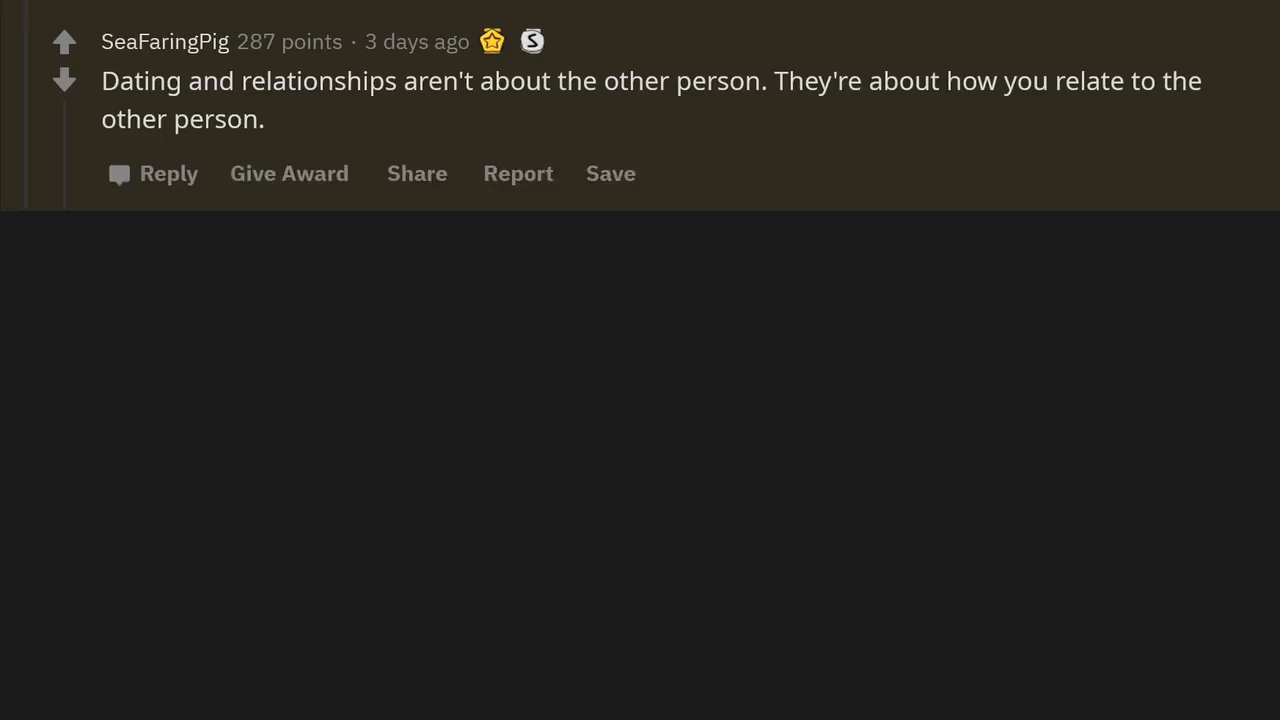 SeaFaringPig 287 points · 3 days ago S
Dating and relationships aren't about the other person. They're about how you relate to the
other person.
Reply Give Award Share Report Save